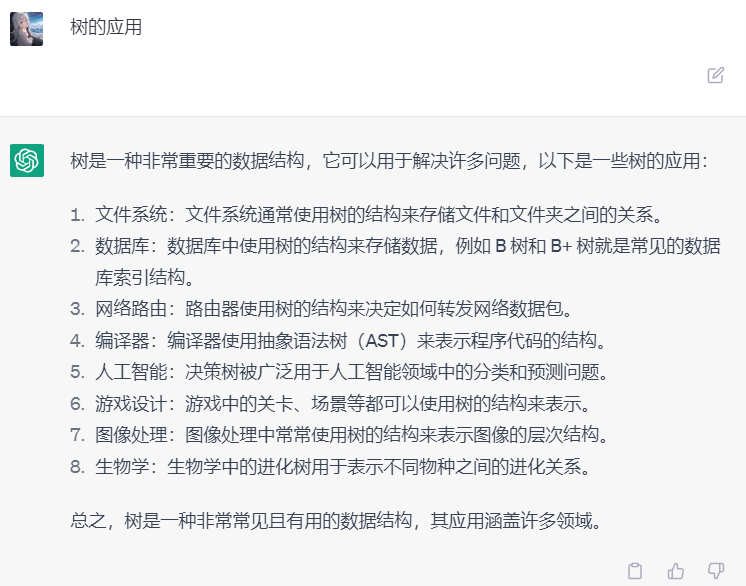 树的应用
树是一种非常重要的数据结构，它可以用于解决许多问题，以下是一些树的应用：
1. 文件系统：文件系统通常使用树的结构来存储文件和文件夹之间的关系。
2. 数据库：数据库中使用树的结构来存储数据，例如 B 树和 B+ 树就是常见的数据
库索引结构。
3. 网络路由：路由器使用树的结构来决定如何转发网络数据包。
4. 编译器：编译器使用抽象语法树（AST）来表示程序代码的结构。
5. 人工智能：决策树被广泛用于人工智能领域中的分类和预测问题。
6. 游戏设计：游戏中的关卡、场景等都可以使用树的结构来表示。
7. 图像处理：图像处理中常常使用树的结构来表示图像的层次结构。
8. 生物学：生物学中的进化树用于表示不同物种之间的进化关系。
总之，树是一种非常常见且有用的数据结构，其应用涵盖许多领域。